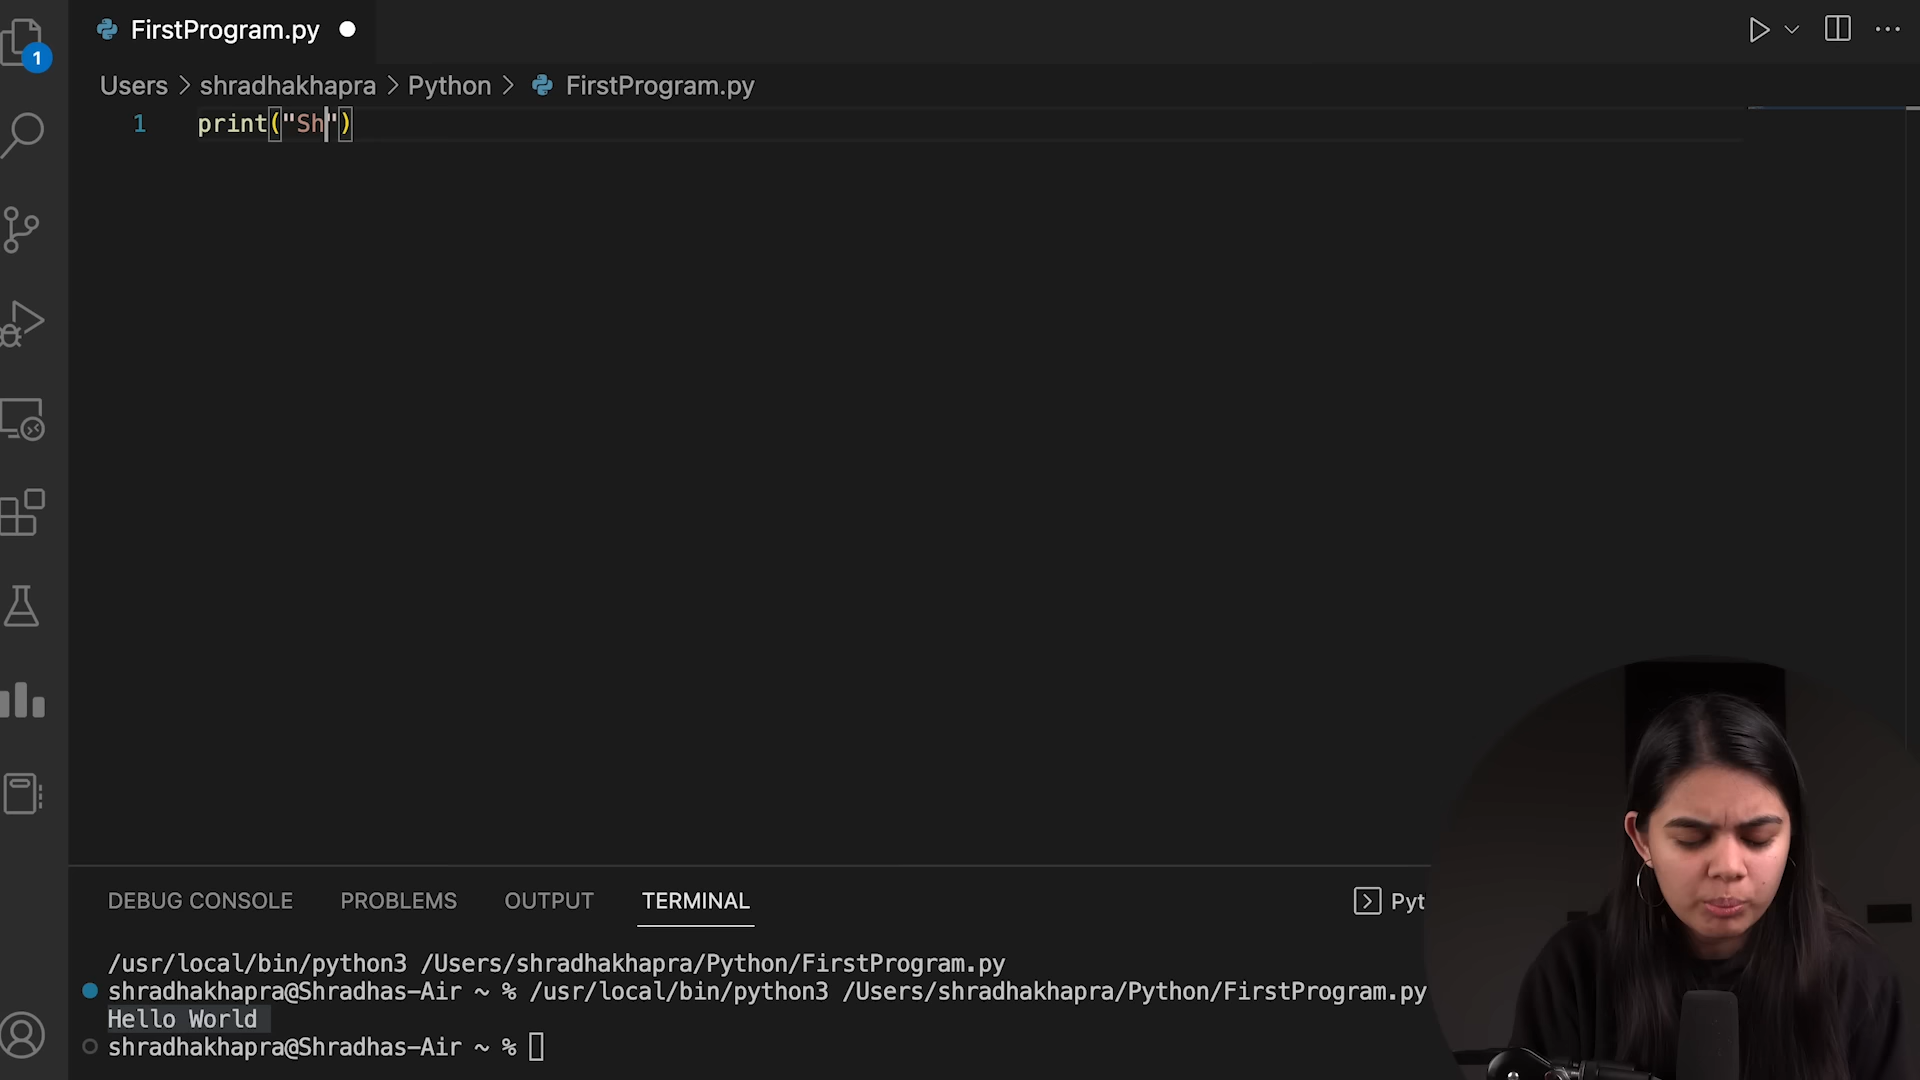 FirstProgram.py
1
Users > shradhakhapra > Python > FirstProgram.py
1 print("Sh")
DEBUG CONSOLE PROBLEMS OUTPUT TERMINAL Pyt
/usr/local/bin/python3 /Users/shradhakhapra/Python/FirstProgram.py
shradhakhapra@Shradhas-Air ~ % /usr/local/bin/python3 /Users/shradhakhapra/Python/FirstProgram.py
Hello World
shradhakhapra@Shradhas-Air ~ %